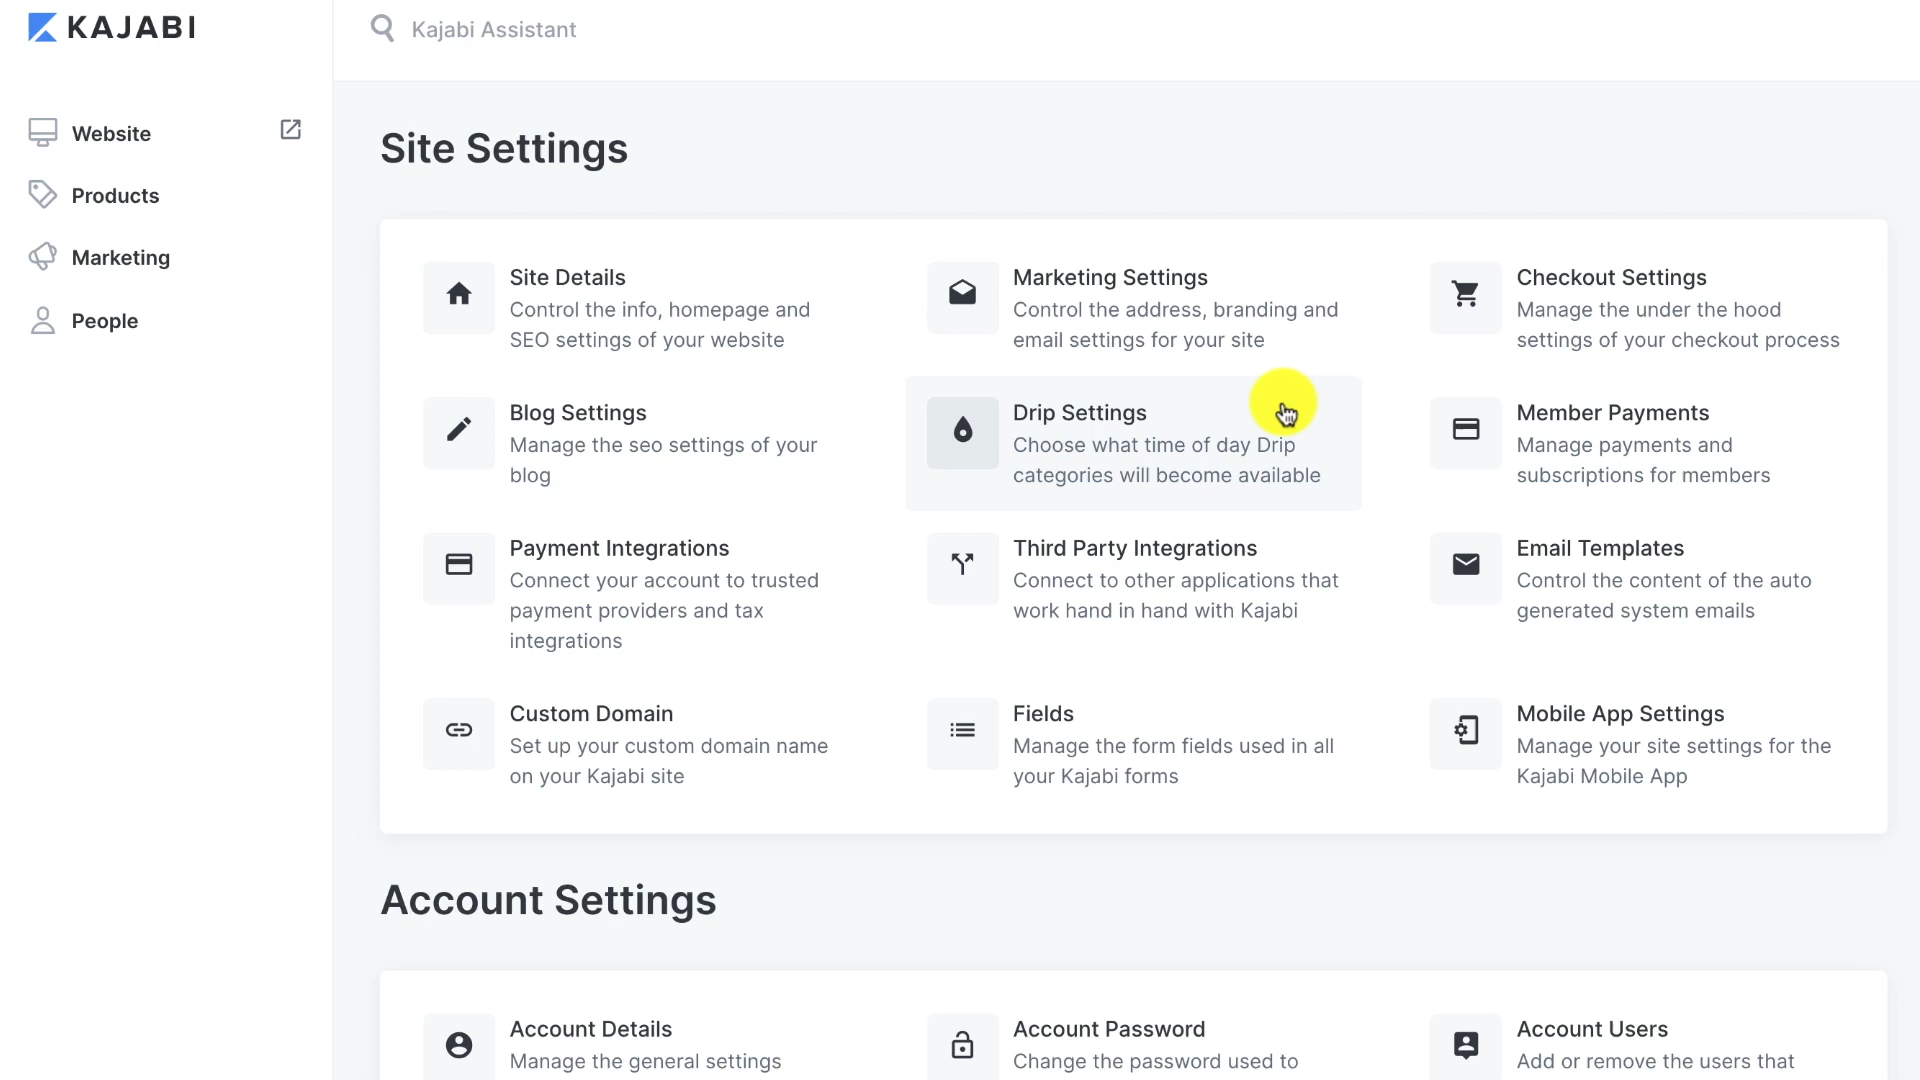 KAJABI
Kajabi Assistant
Website
Products
Marketing
People
Site Settings
Site Details
Control the info, homepage and
SEO settings of your website
Marketing Settings
Control the address, branding and
email settings for your site
Checkout Settings
Manage the under the hood
settings of your checkout process
Blog Settings
Manage the seo settings of your
blog
Drip Settings
Choose what time of day Drip
categories will become available
Member Payments
Manage payments and
subscriptions for members
Payment Integrations
Connect your account to trusted
payment providers and tax
integrations
Third Party Integrations
Connect to other applications that
work hand in hand with Kajabi
Email Templates
Control the content of the auto
generated system emails
Custom Domain
Set up your custom domain name
on your Kajabi site
Fields
Manage the form fields used in all
your Kajabi forms
Mobile App Settings
Manage your site settings for the
Kajabi Mobile App
Account Settings
Account Details
Manage the general settings
Account Password
Change the password used to
Account Users
Add or remove the users that